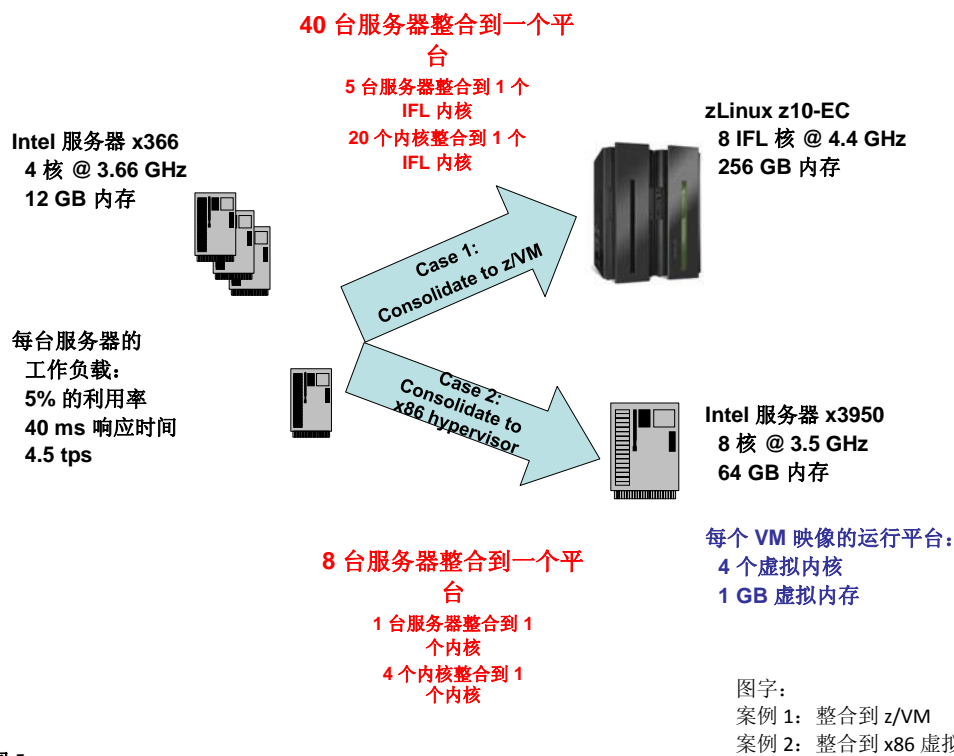 40 台服务器整合到一个平
台
5 台服务器整合到 1 个
IFL 内核
20 个内核整合到 1 个
IFL 内核
Intel 服务器 x366
4 核 @ 3.66 GHz
12 GB 内存
zLinux z10-EC
8 IFL 核 @ 4.4 GHz
256 GB 内存
Case 1:
Consolidate to z/VM
每台服务器的
工作负载：
5% 的利用率
40 ms 响应时间
4.5 tps
Case 2:
Consolidate to
x86 hypervisor
Intel 服务器 x3950
8 核 @ 3.5 GHz
64 GB 内存
每个 VM 映像的运行平台：
4 个虚拟内核
1 GB 虚拟内存
8 台服务器整合到一个平
台
1 台服务器整合到 1
个内核
4 个内核整合到 1
个内核
图字：
案例 1：整合到 z/VM
案例 2：整合到 x86 虚拟